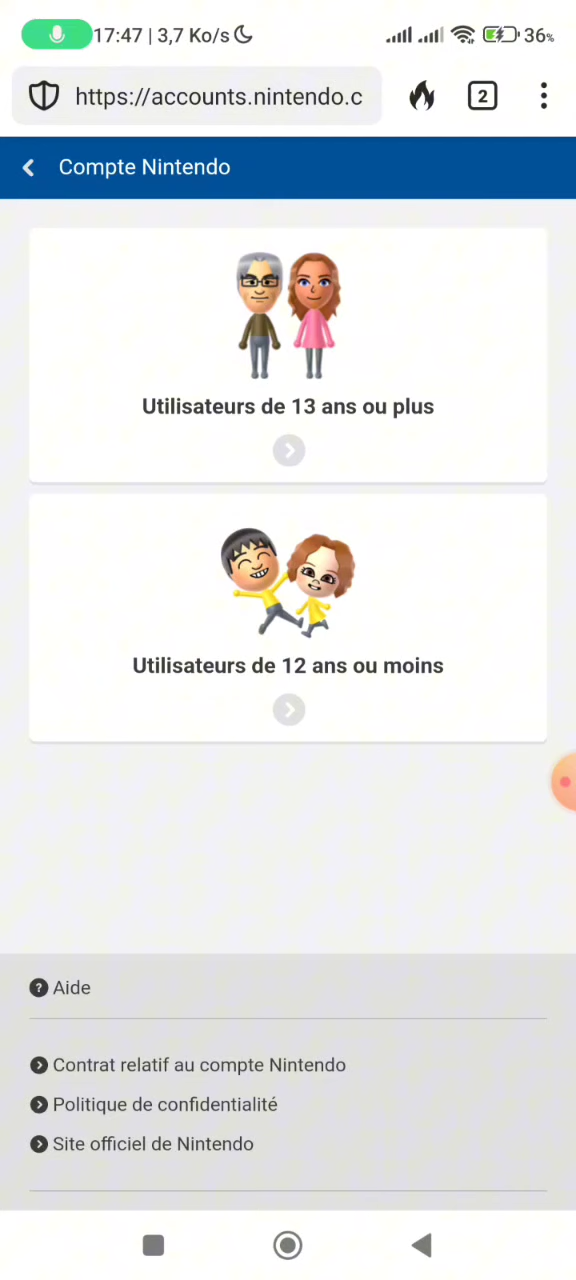 17:47 | 3,7 Ko/s 36%
https://accounts.nintendo.c 2
Compte Nintendo
Utilisateurs de 13 ans ou plus
Utilisateurs de 12 ans ou moins
Aide
Contrat relatif au compte Nintendo
Politique de confidentialité
Site officiel de Nintendo